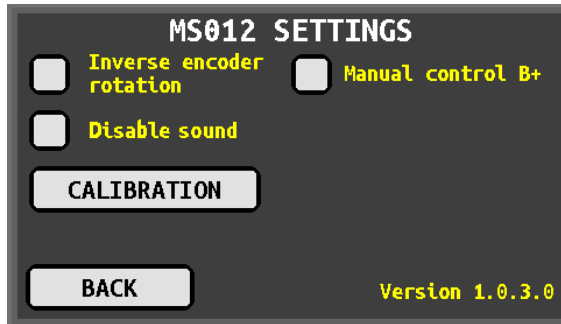 MS012 SETTINGS
Inverse encoder
rotation
Manual control B+
Disable sound
CALIBRATION
BACK
Version 1.0.3.0